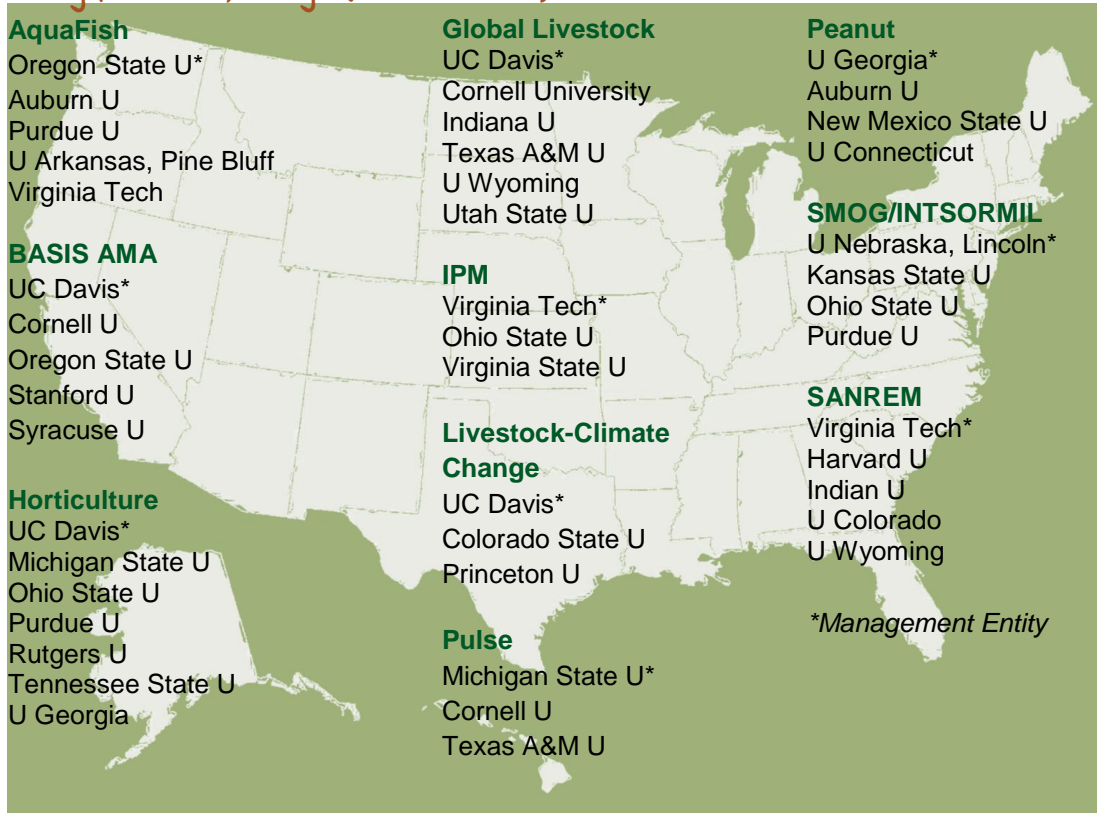 AquaFish
Oregon State U*
Auburn U
Purdue U
U Arkansas, Pine Bluff
Virginia Tech
BASIS AMA
UC Davis*
Cornell U
Oregon State U
Stanford U
Syracuse U
Horticulture
UC Davis*
Michigan State U
Ohio State U
Purdue U
Rutgers U
Tennessee State U
U Georgia
Global Livestock
UC Davis*
Cornell University
Indiana U
Texas A&M U
U Wyoming
Utah State U
IPM
Virginia Tech*
Ohio State U
Virginia State U
Livestock-Climate
Change
UC Davis*
Colorado State U
Princeton U
Pulse
Michigan State U*
Cornell U
Texas A&M U
Peanut
U Georgia*
Auburn U
New Mexico State U
U Connecticut
SMOG/INTSORMIL
U Nebraska, Lincoln*
Kansas State U
Ohio State U
Purdue U
SANREM
Virginia Tech*
Harvard U
Indian U
U Colorado
U Wyoming
*Management Entity